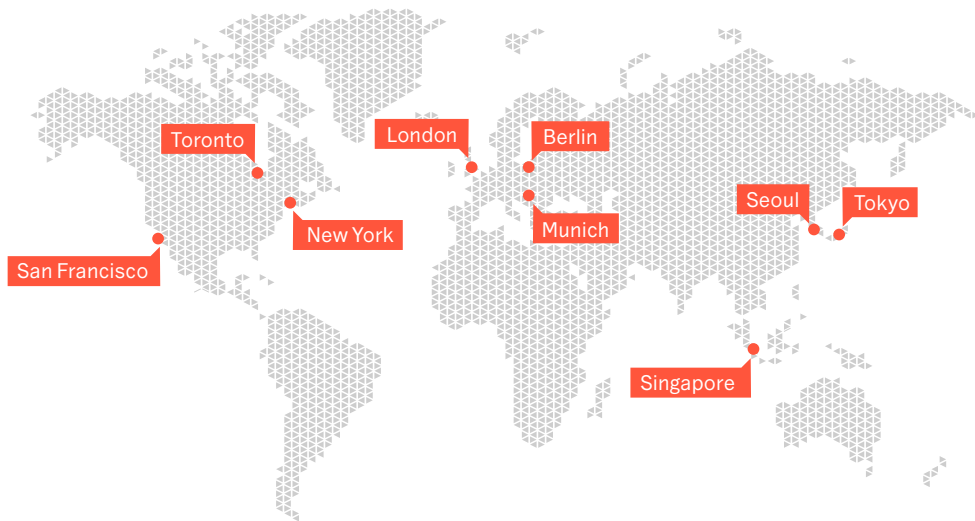 Toronto
London
Berlin
Seoul
Tokyo
New York
Munich
San Francisco
Singapore